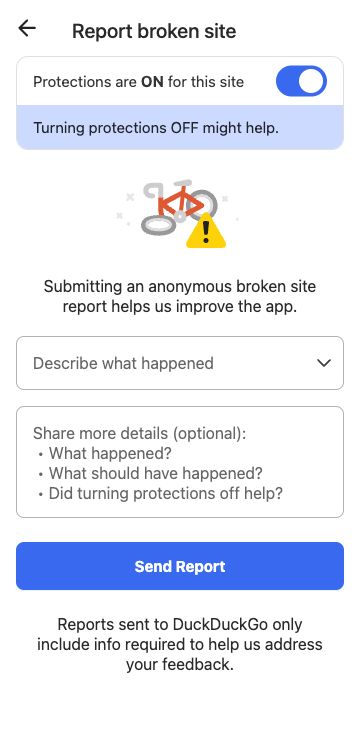 Report broken site
Protections are ON for this site
Turning protections OFF might help.
Submitting an anonymous broken site
report helps us improve the app.
Describe what happened
Share more details (optional):
• What happened?
• What should have happened?
• Did turning protections off help?
Send Report
Reports sent to DuckDuckGo only
include info required to help us address
your feedback.